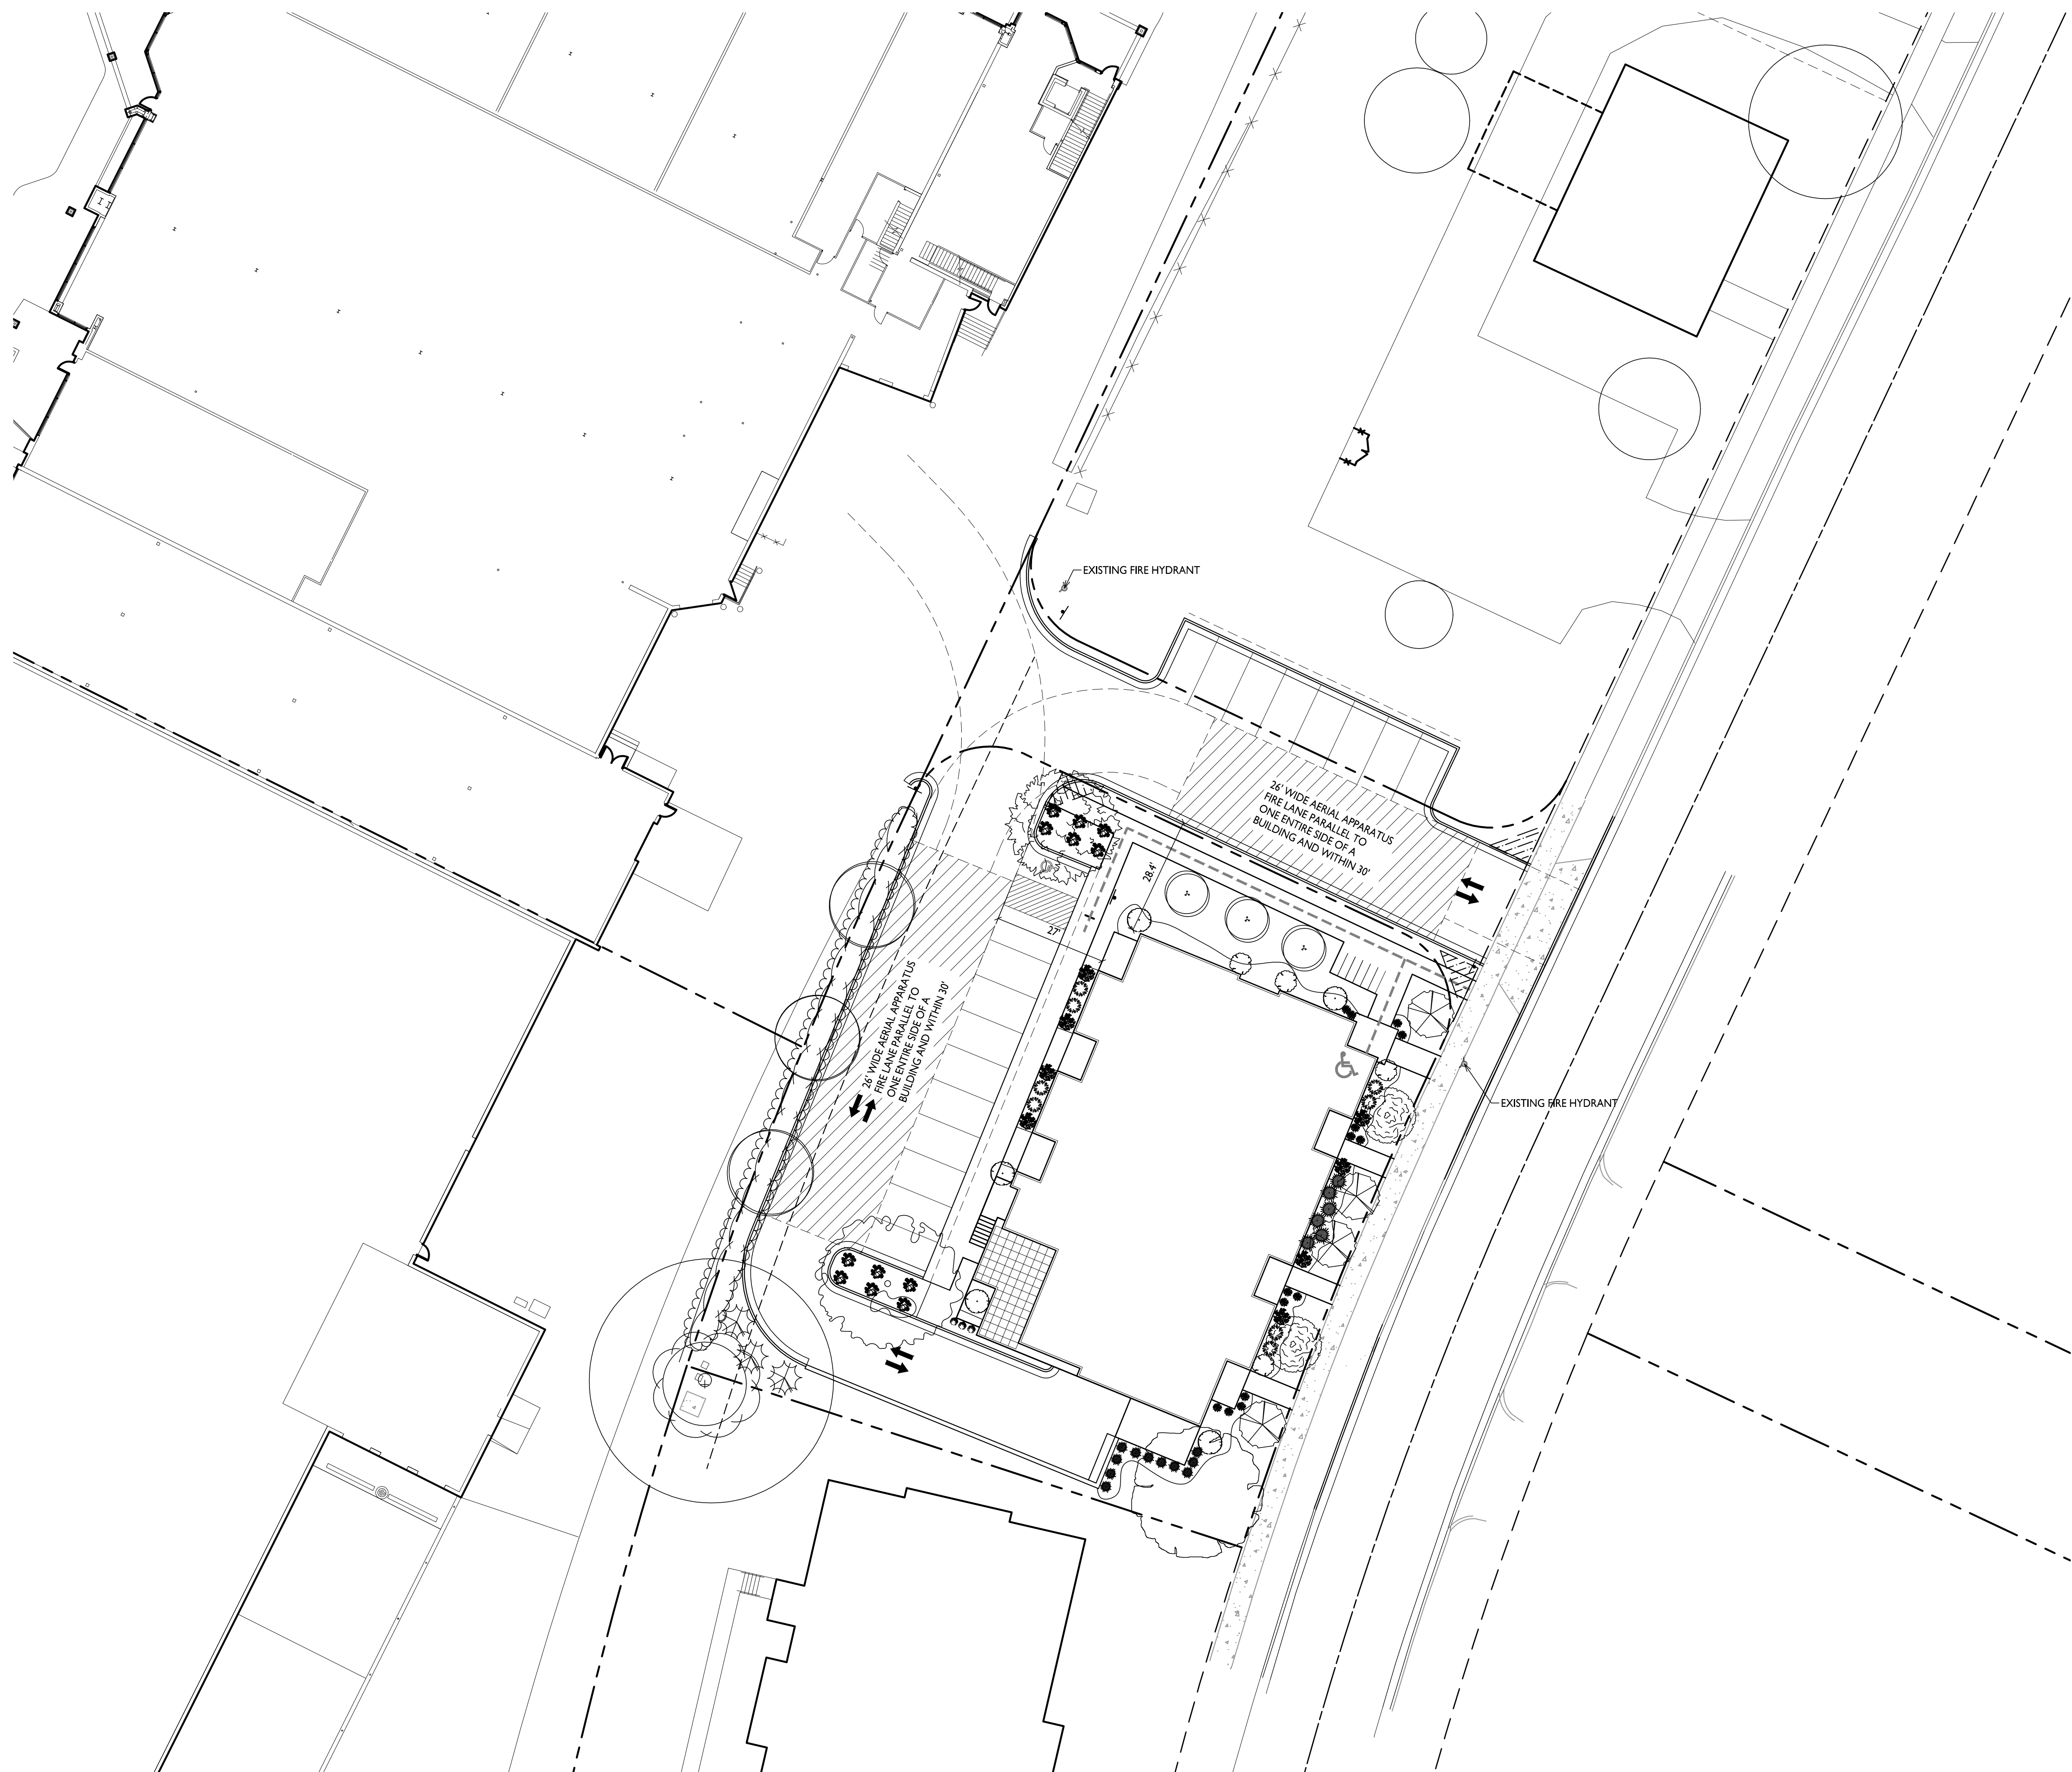 EXISTING FIRE HYDRANT
26' WIDE AERIAL APPARATUS
FIRE LANE PARALLEL TO
ONE ENTIRE SIDE OF A
BUILDING AND WITHIN 30'
28.4'
27'
26' WIDE AERIAL APPARATUS
FIRE LANE PARALLEL TO
ONE ENTIRE SIDE OF A
BUILDING AND WITHIN 30'
EXISTING FIRE HYDRANT